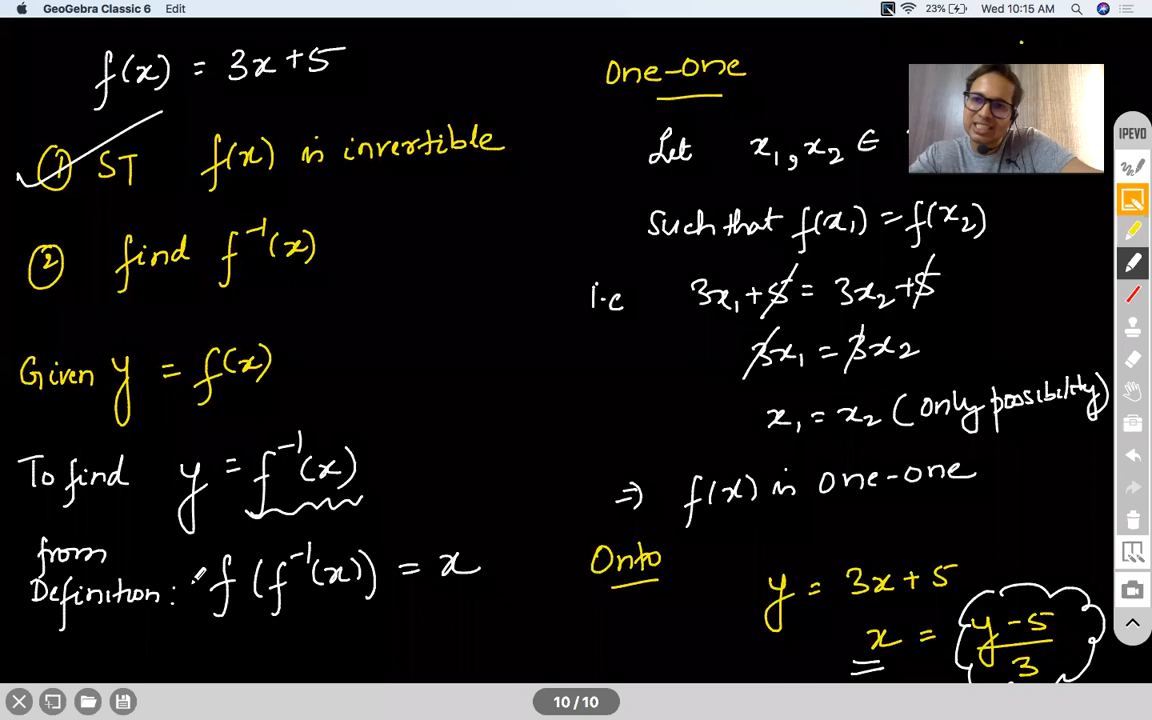 GeoGebra Classic 6 Edit 23% Wed 10:15 AM
f(x) = 3x+5
① ST f(x) is invertible
② find f⁻¹(x)
Given y = f(x)
To find y = f⁻¹(x)
from
Definition: f(f⁻¹(x)) = x
One-one
Let x₁, x₂ ∈
Such that f(x₁) = f(x₂)
i.e 3x₁+5 = 3x₂+5
3x₁ = 3x₂
x₁ = x₂ (only possibility)
⇒ f(x) is one-one
Onto
y = 3x+5
x = (y-5)/3
IPEVO
10/10